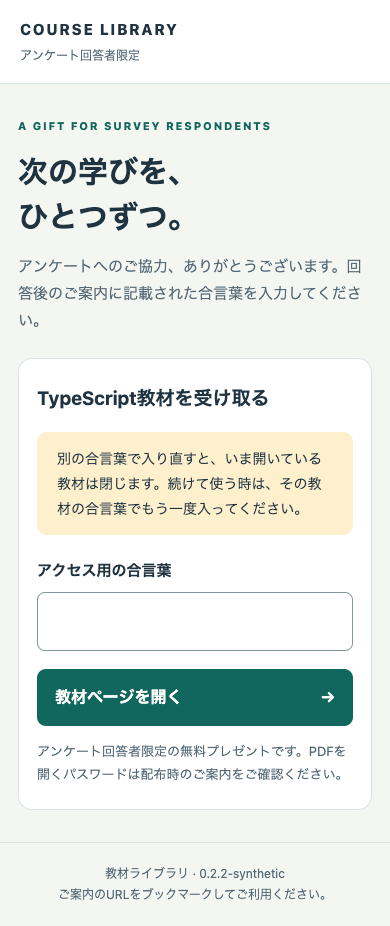 COURSE LIBRARY
アンケート回答者限定
A GIFT FOR SURVEY RESPONDENTS
次の学びを、
ひとつずつ。
アンケートへのご協力、ありがとうございます。回
答後のご案内に記載された合言葉を入力してくださ
い。
TypeScript教材を受け取る
別の合言葉で入り直すと、いま開いている
教材は閉じます。続けて使う時は、その教
材の合言葉でもう一度入ってください。
アクセス用の合言葉
教材ページを開く →
アンケート回答者限定の無料プレゼントです。PDFを
開くパスワードは配布時のご案内をご確認ください。
教材ライブラリ · 0.2.2-synthetic
ご案内のURLをブックマークしてご利用ください。